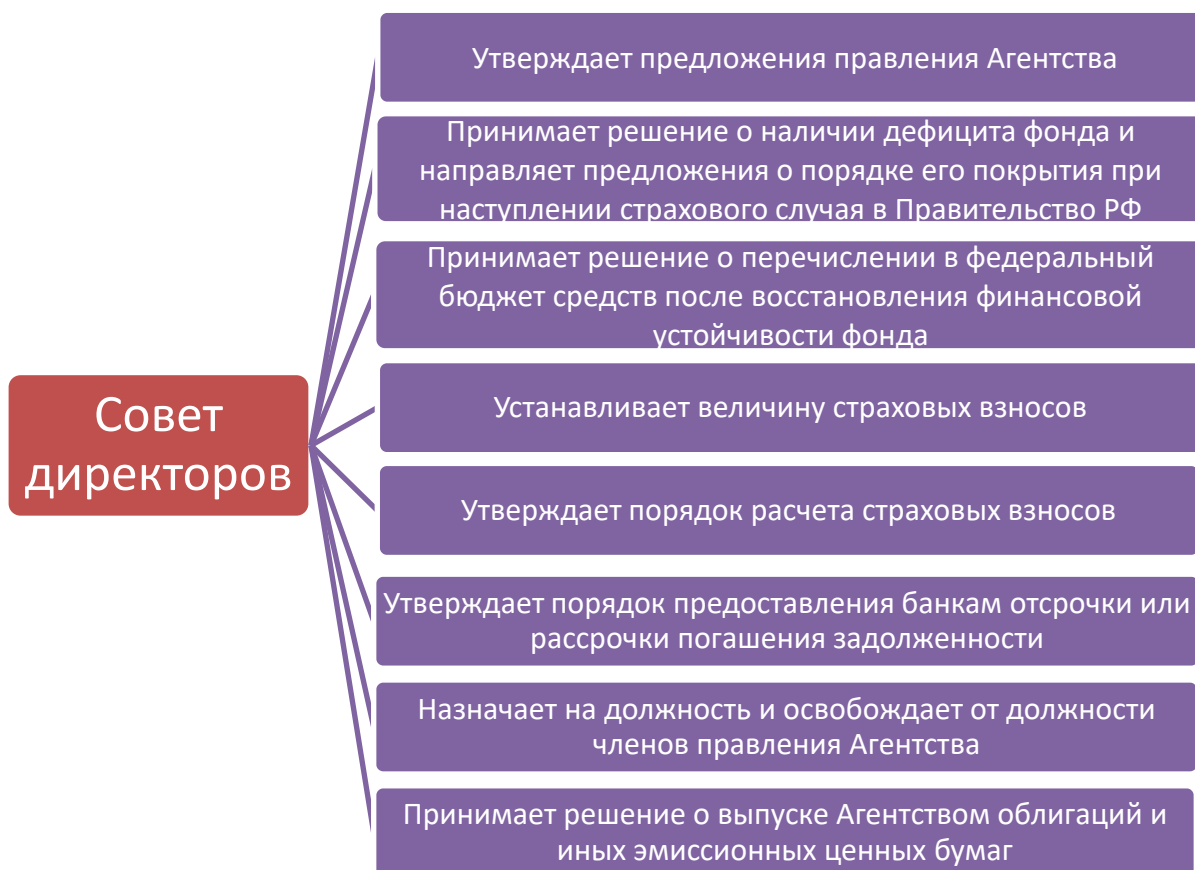 Утверждает предложения правления Агентства
Принимает решение о наличии дефицита фонда и
направляет предложения о порядке его покрытия при
наступлении страхового случая в Правительство РФ
Принимает решение о перечислении в федеральный
бюджет средств после восстановления финансовой
устойчивости фонда
Совет
директоров
Устанавливает величину страховых взносов
Утверждает порядок расчета страховых взносов
Утверждает порядок предоставления банкам отсрочки или
рассрочки погашения задолженности
Назначает на должность и освобождает от должности
членов правления Агентства
Принимает решение о выпуске Агентством облигаций и
иных эмиссионных ценных бумаг